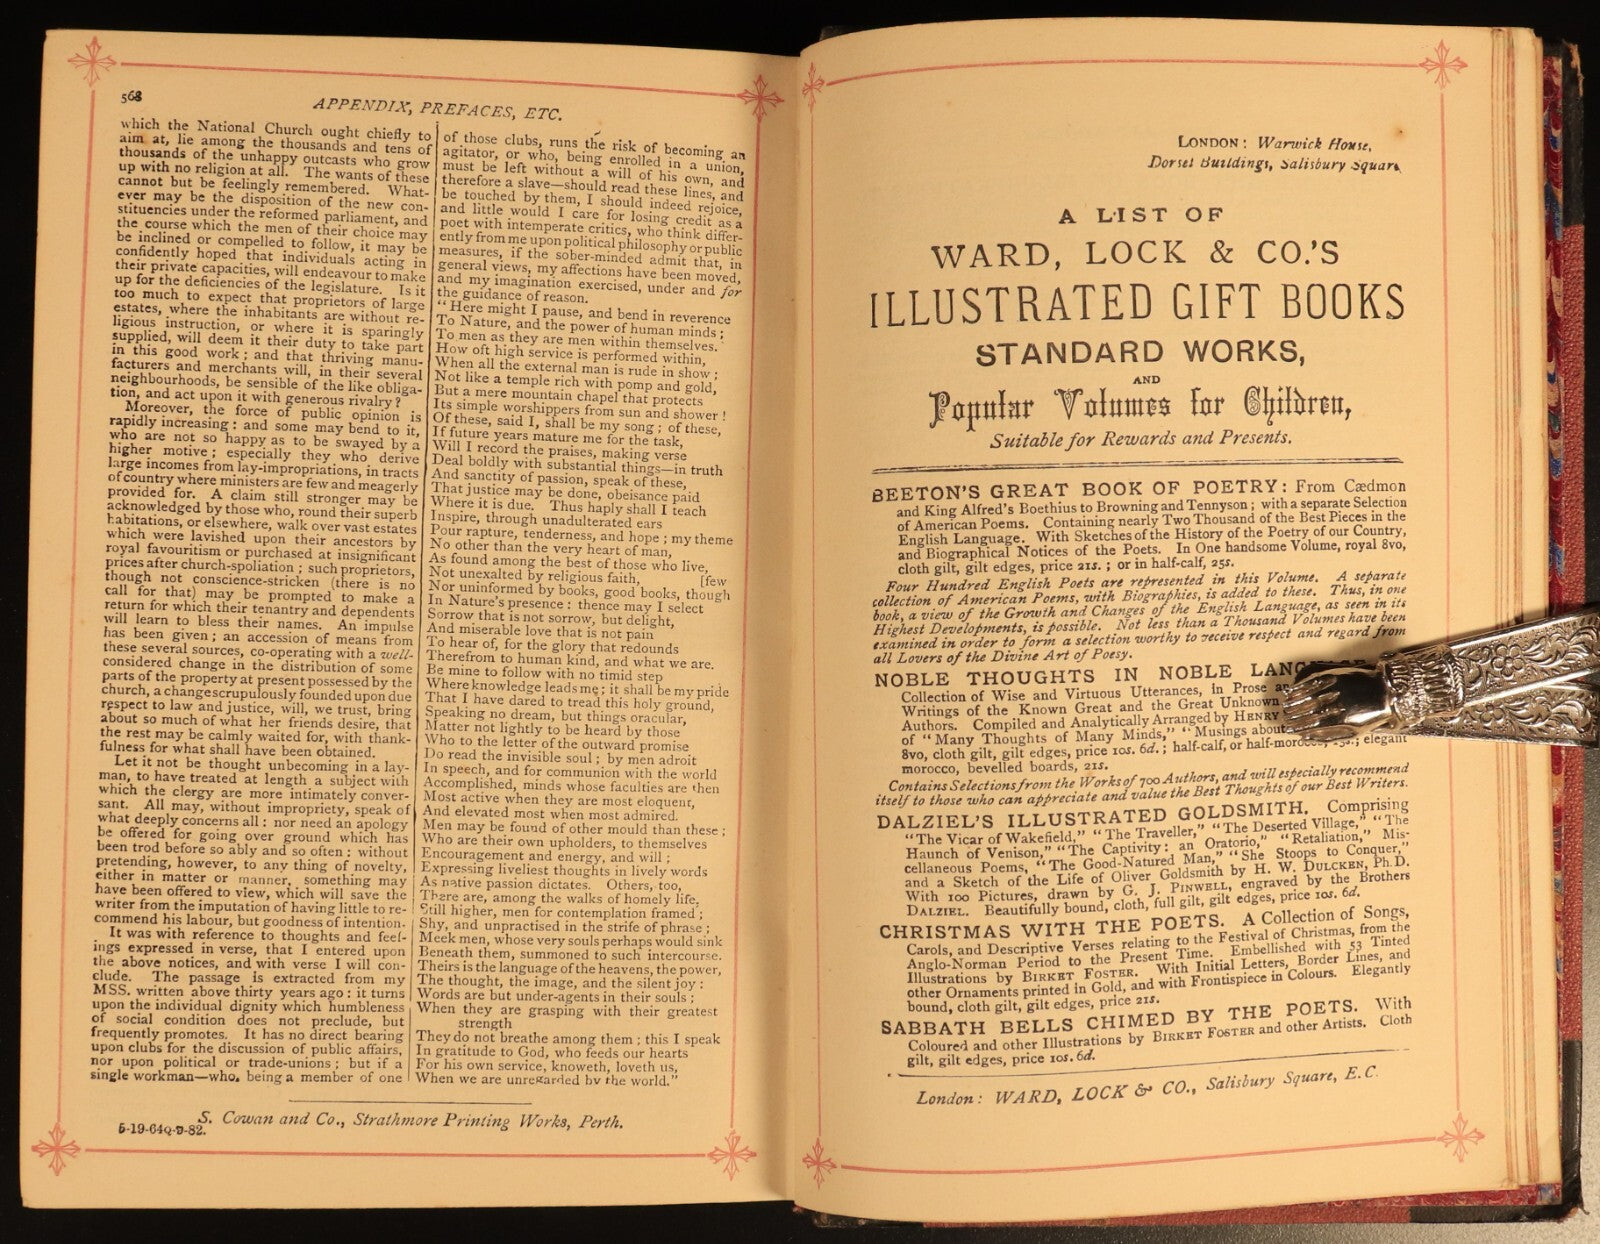 568
APPENDIX, PREFACES, ETC.
which the National Church ought chiefly to
aim at, lie among the thousands and tens of
thousands of the unhappy outcasts who grow
up with no religion at all. The wants of these
cannot but be feelingly remembered. What-
ever may be the disposition of the new con-
stituencies under the reformed parliament, and
the course which the men of their choice may
be inclined or compelled to follow, it may be
confidently hoped that individuals acting in
their private capacities, will endeavour to make
up for the deficiencies of the legislature. Is it
too much to expect that proprietors of large
estates, where the inhabitants are without re-
ligious instruction, or where it is sparingly
supplied, will deem it their duty to take part
in this good work; and that thriving manu-
facturers and merchants will, in their several
neighbourhoods, be sensible of the like obliga-
tion, and act upon it with generous rivalry?
Moreover, the force of public opinion is
rapidly increasing: and some may bend to it,
who are not so happy as to be swayed by a
higher motive; especially they who derive
large incomes from lay-impropriations, in tracts
of country where ministers are few and meagerly
provided for. A claim still stronger may be
acknowledged by those who, round their superb
habitations, or elsewhere, walk over vast estates
which were lavished upon their ancestors by
royal favouritism or purchased at insignificant
prices after church-spoliation; such proprietors,
though not conscience-stricken (there is no
call for that) may be prompted to make a
return for which their tenantry and dependents
will learn to bless their names. An impulse
has been given; an accession of means from
these several sources, co-operating with a well-
considered change in the distribution of some
parts of the property at present possessed by the
church, a change scrupulously founded upon due
respect to law and justice, will, we trust, bring
about so much of what her friends desire, that
the rest may be calmly waited for, with thank-
fulness for what shall have been obtained.
Let it not be thought unbecoming in a lay-
man, to have treated at length a subject with
which the clergy are more intimately conver-
sant. All may, without impropriety, speak of
what deeply concerns all: nor need an apology
be offered for going over ground which has
been trod before so ably and so often: without
pretending, however, to any thing of novelty,
either in matter or manner, something may
have been offered to view, which will save the
writer from the imputation of having little to re-
commend his labour, but goodness of intention.
It was with reference to thoughts and feel-
ings expressed in verse, that I entered upon
the above notices, and with verse I will con-
clude. The passage is extracted from my
MSS. written above thirty years ago: it turns
upon the individual dignity which humbleness
of social condition does not preclude, but
frequently promotes. It has no direct bearing
upon clubs for the discussion of public affairs,
nor upon political or trade-unions; but if a
single workman—who, being a member of one
of those clubs, runs the risk of becoming an
agitator, or who, being enrolled in a union,
must be left without a will of his own, and
therefore a slave—should read these lines, and
be touched by them, I should indeed rejoice,
and little would I care for losing credit as a
poet with intemperate critics, who think differ-
ently from me upon political philosophy or public
measures, if the sober-minded admit that, in
general views, my affections have been moved,
and my imagination exercised, under and for
the guidance of reason.
"Here might I pause, and bend in reverence
To Nature, and the power of human minds;
To men as they are men within themselves.
How oft high service is performed within,
When all the external man is rude in show;
Not like a temple rich with pomp and gold,
But a mere mountain chapel that protects
Its simple worshippers from sun and shower!
Of these, said I, shall be my song; of these,
If future years mature me for the task,
Will I record the praises, making verse
Deal boldly with substantial things—in truth
And sanctity of passion, speak of these,
That justice may be done, obeisance paid
Where it is due. Thus haply shall I teach
Inspire, through unadulterated ears
Pour rapture, tenderness, and hope; my theme
No other than the very heart of man,
As found among the best of those who live,
Not unexalted by religious faith, [few
Nor uninformed by books, good books, though
In Nature's presence: thence may I select
Sorrow that is not sorrow, but delight,
And miserable love that is not pain
To hear of, for the glory that redounds
Therefrom to human kind, and what we are.
Be mine to follow with no timid step
Where knowledge leads me; it shall be my pride
That I have dared to tread this holy ground,
Speaking no dream, but things oracular,
Matter not lightly to be heard by those
Who to the letter of the outward promise
Do read the invisible soul; by men adroit
In speech, and for communion with the world
Accomplished, minds whose faculties are then
Most active when they are most eloquent,
And elevated most when most admired.
Men may be found of other mould than these;
Who are their own upholders, to themselves
Encouragement and energy, and will;
Expressing liveliest thoughts in lively words
As native passion dictates. Others, too,
There are, among the walks of homely life,
Still higher, men for contemplation framed;
Shy, and unpractised in the strife of phrase;
Meek men, whose very souls perhaps would sink
Beneath them, summoned to such intercourse.
Theirs is the language of the heavens, the power,
The thought, the image, and the silent joy:
Words are but under-agents in their souls;
When they are grasping with their greatest
strength
They do not breathe among them; this I speak
In gratitude to God, who feeds our hearts
For his own service, knoweth, loveth us,
When we are unregarded by the world."
S. Cowan and Co., Strathmore Printing Works, Perth.
5-19-64Q-D-82.
LONDON: Warwick House,
Dorset Buildings, Salisbury Square,
A LIST OF
WARD, LOCK & CO.'S
ILLUSTRATED GIFT BOOKS
STANDARD WORKS,
AND
Popular Volumes for Children,
Suitable for Rewards and Presents.
BEETON'S GREAT BOOK OF POETRY: From Cædmon
and King Alfred's Boethius to Browning and Tennyson; with a separate Selection
of American Poems. Containing nearly Two Thousand of the Best Pieces in the
English Language. With Sketches of the History of the Poetry of our Country,
and Biographical Notices of the Poets. In One handsome Volume, royal 8vo,
cloth gilt, gilt edges, price 21s.; or in half-calf, 25s.
Four Hundred English Poets are represented in this Volume. A separate
collection of American Poems, with Biographies, is added to these. Thus, in one
book, a view of the Growth and Changes of the English Language, as seen in its
Highest Developments, is possible. Not less than a Thousand Volumes have been
examined in order to form a selection worthy to receive respect and regard from
all Lovers of the Divine Art of Poesy.
NOBLE THOUGHTS IN NOBLE
Collection of Wise and Virtuous Utterances, in Prose
Writings of the Known Great and the Great Unknown
Authors. Compiled and Analytically Arranged by HENRY
of "Many Thoughts of Many Minds," "Musings about
8vo, cloth gilt, gilt edges, price 10s. 6d.; half-calf, or half-morocco, 15s.; elegant
morocco, bevelled boards, 21s.
Contains Selections from the Works of 700 Authors, and will especially recommend
itself to those who can appreciate and value the Best Thoughts of our Best Writers.
DALZIEL'S ILLUSTRATED GOLDSMITH. Comprising
"The Vicar of Wakefield," "The Traveller," "The Deserted Village," "The
Haunch of Venison," "The Captivity: an Oratorio," "Retaliation," Mis-
cellaneous Poems, "The Good-Natured Man," "She Stoops to Conquer,"
and a Sketch of the Life of Oliver Goldsmith by H. W. DULCKEN, Ph.D.
With 100 Pictures, drawn by G. J. PINWELL, engraved by the Brothers
DALZIEL. Beautifully bound, cloth, full gilt, gilt edges, price 10s. 6d.
CHRISTMAS WITH THE POETS. A Collection of Songs,
Carols, and Descriptive Verses relating to the Festival of Christmas, from the
Anglo-Norman Period to the Present Time. Embellished with 53 Tinted
Illustrations by BIRKET FOSTER. With Initial Letters, Border Lines, and
other Ornaments printed in Gold, and with Frontispiece in Colours. Elegantly
bound, cloth gilt, gilt edges, price 21s.
SABBATH BELLS CHIMED BY THE POETS. With
Coloured and other Illustrations by BIRKET FOSTER and other Artists. Cloth
gilt, gilt edges, price 10s. 6d.
London: WARD, LOCK & CO., Salisbury Square, E.C.